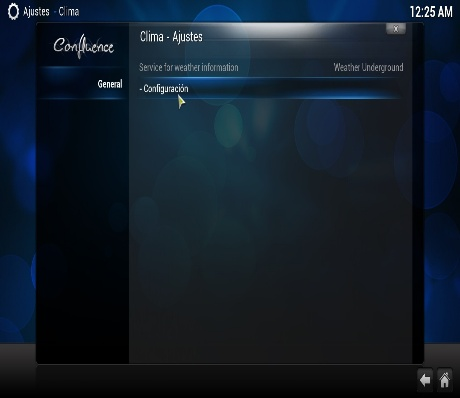 Ajustes - Clima
12:25 AM
Confluence
Clima - Ajustes
x
General
Service for weather information
Weather Underground
- Configuración